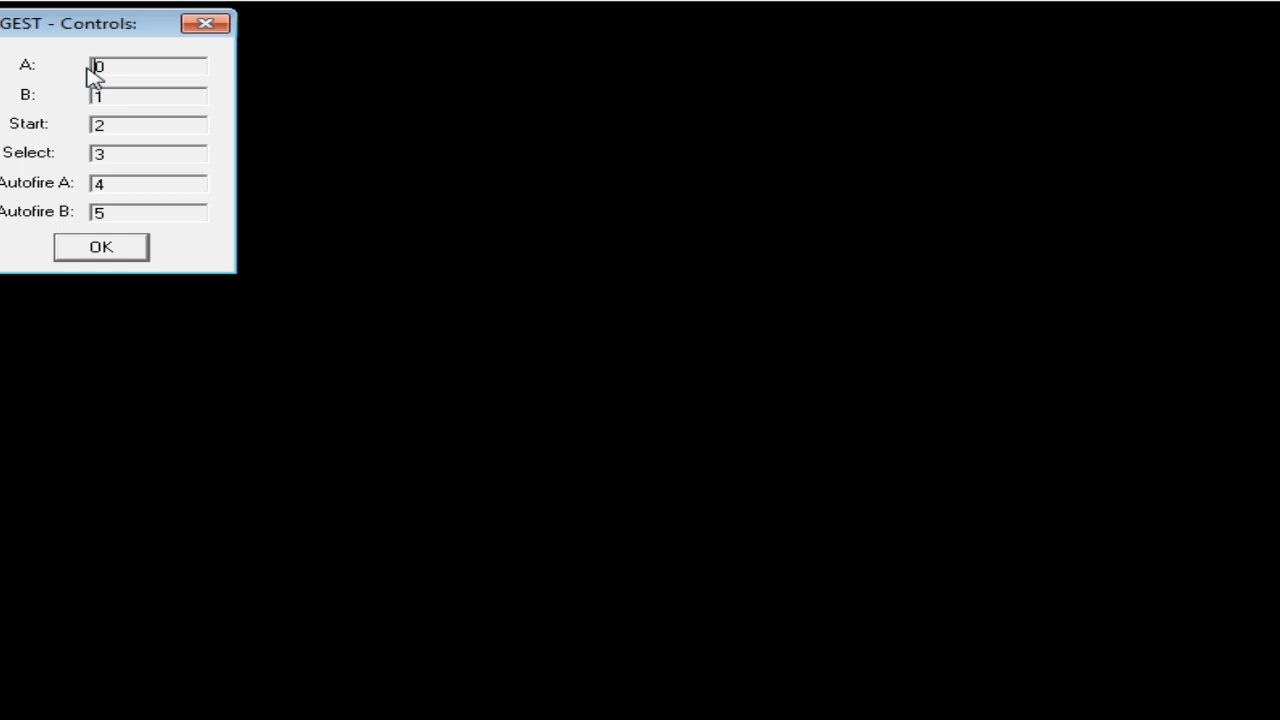 GEST - Controls:
A: 0
B: 1
Start: 2
Select: 3
Autofire A: 4
Autofire B: 5
OK